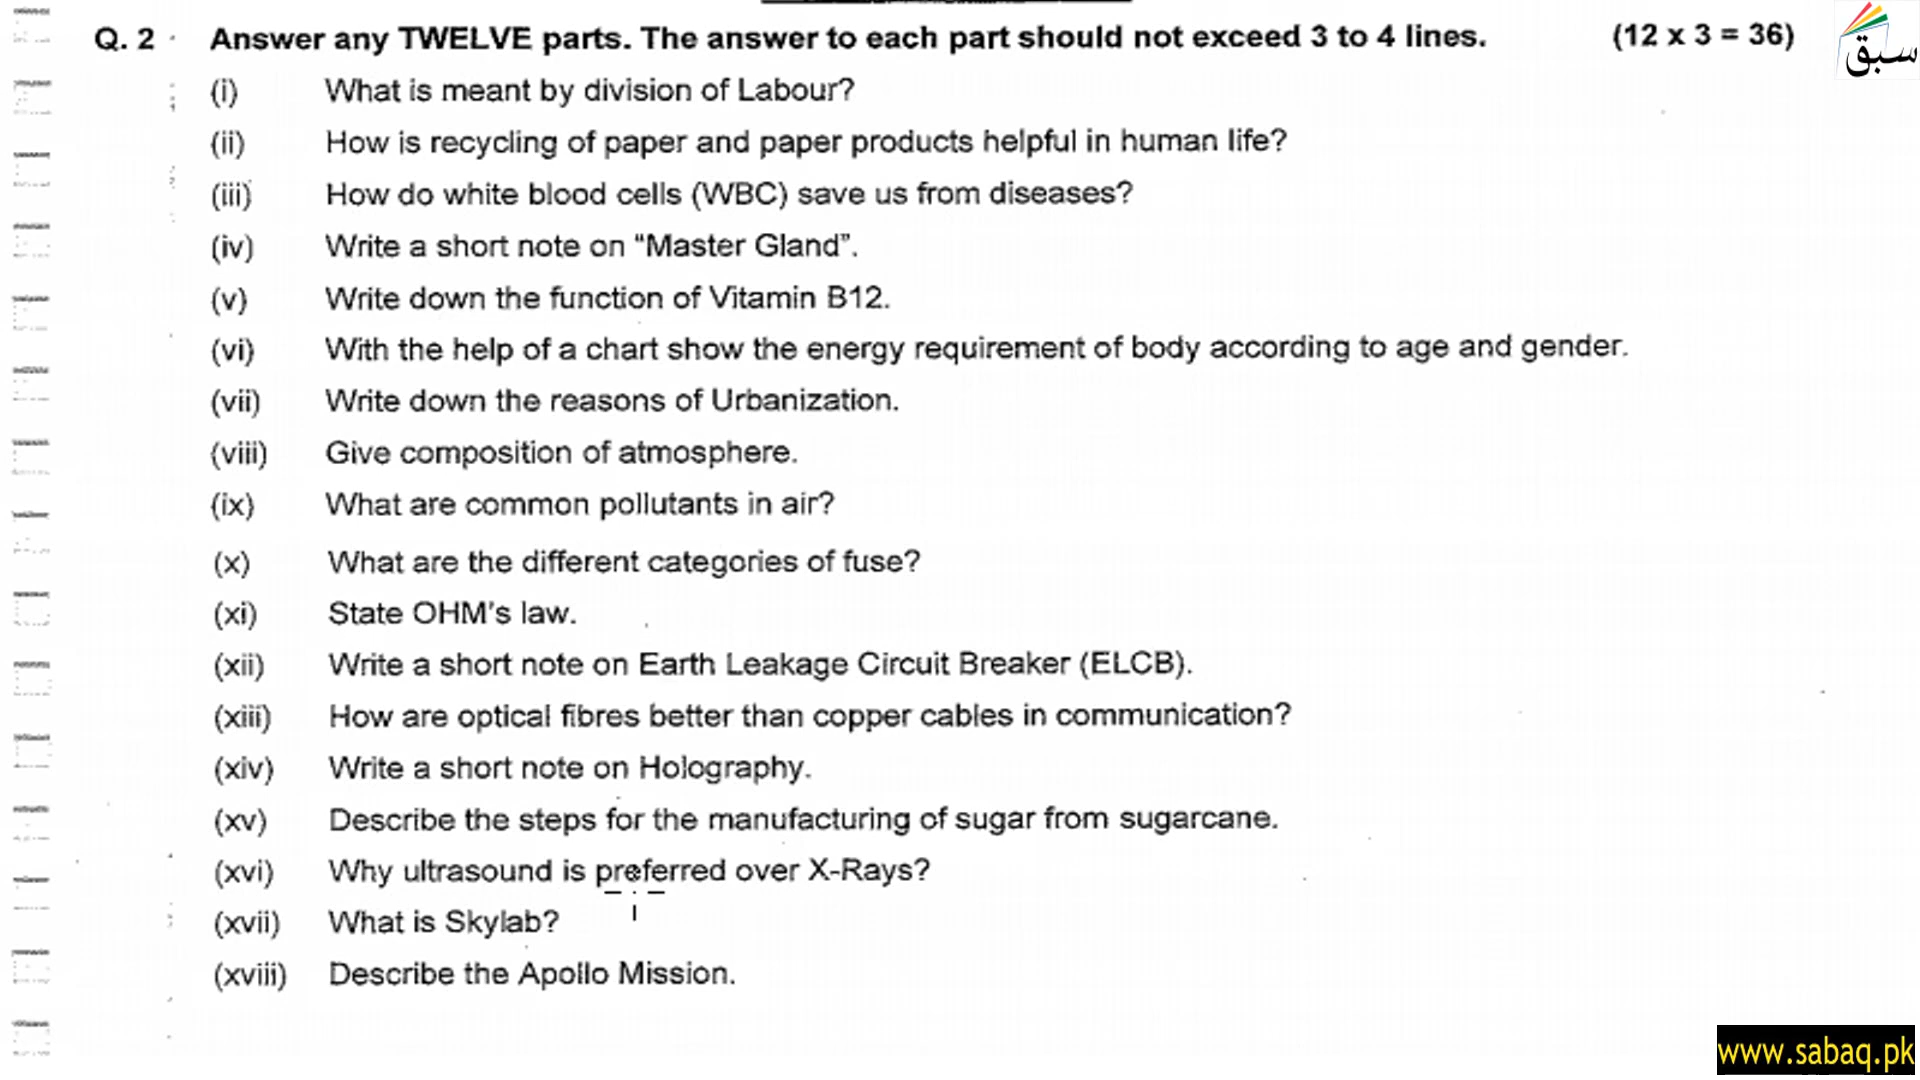 Q. 2 Answer any TWELVE parts. The answer to each part should not exceed 3 to 4 lines. (12 x 3 = 36)
سبق
(i) What is meant by division of Labour?
(ii) How is recycling of paper and paper products helpful in human life?
(iii) How do white blood cells (WBC) save us from diseases?
(iv) Write a short note on “Master Gland”.
(v) Write down the function of Vitamin B12.
(vi) With the help of a chart show the energy requirement of body according to age and gender.
(vii) Write down the reasons of Urbanization.
(viii) Give composition of atmosphere.
(ix) What are common pollutants in air?
(x) What are the different categories of fuse?
(xi) State OHM's law.
(xii) Write a short note on Earth Leakage Circuit Breaker (ELCB).
(xiii) How are optical fibres better than copper cables in communication?
(xiv) Write a short note on Holography.
(xv) Describe the steps for the manufacturing of sugar from sugarcane.
(xvi) Why ultrasound is preferred over X-Rays?
(xvii) What is Skylab?
(xviii) Describe the Apollo Mission.
www.sabaq.pk